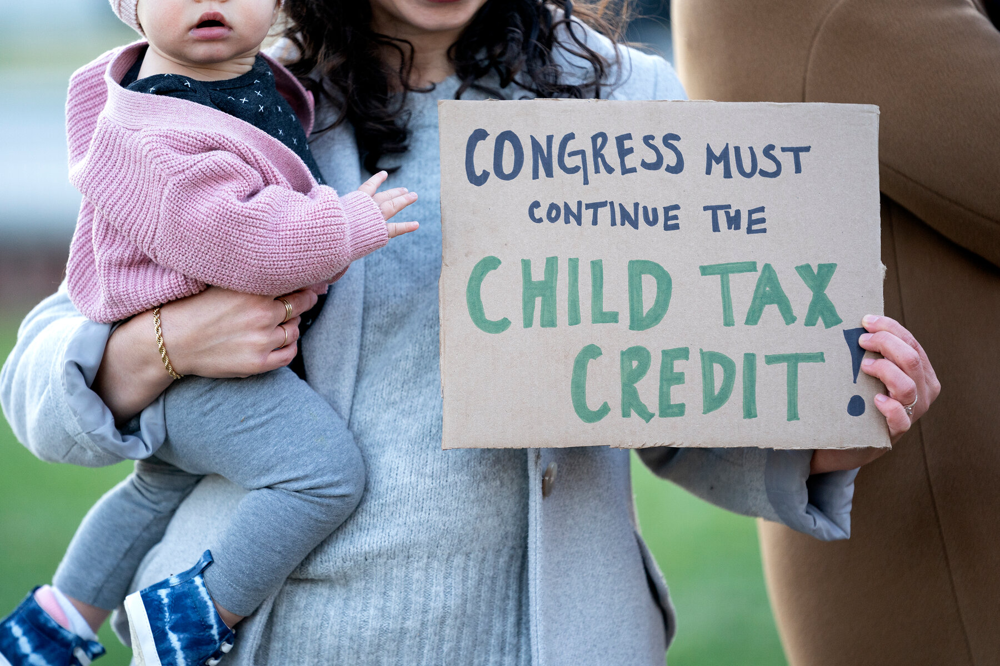 CONGRESS MUST
CONTINUE THE
CHILD TAX
CREDIT!